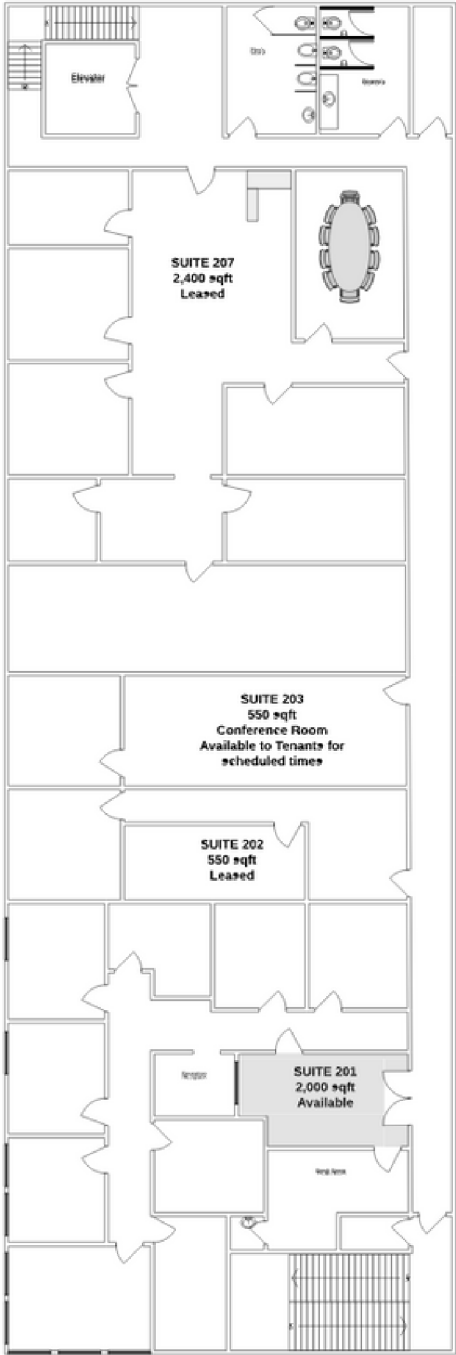 Elevator
SUITE 207
2,400 sqft
Leased
SUITE 203
550 sqft
Conference Room
Available to Tenants for
scheduled times
SUITE 202
550 sqft
Leased
SUITE 201
2,000 sqft
Available